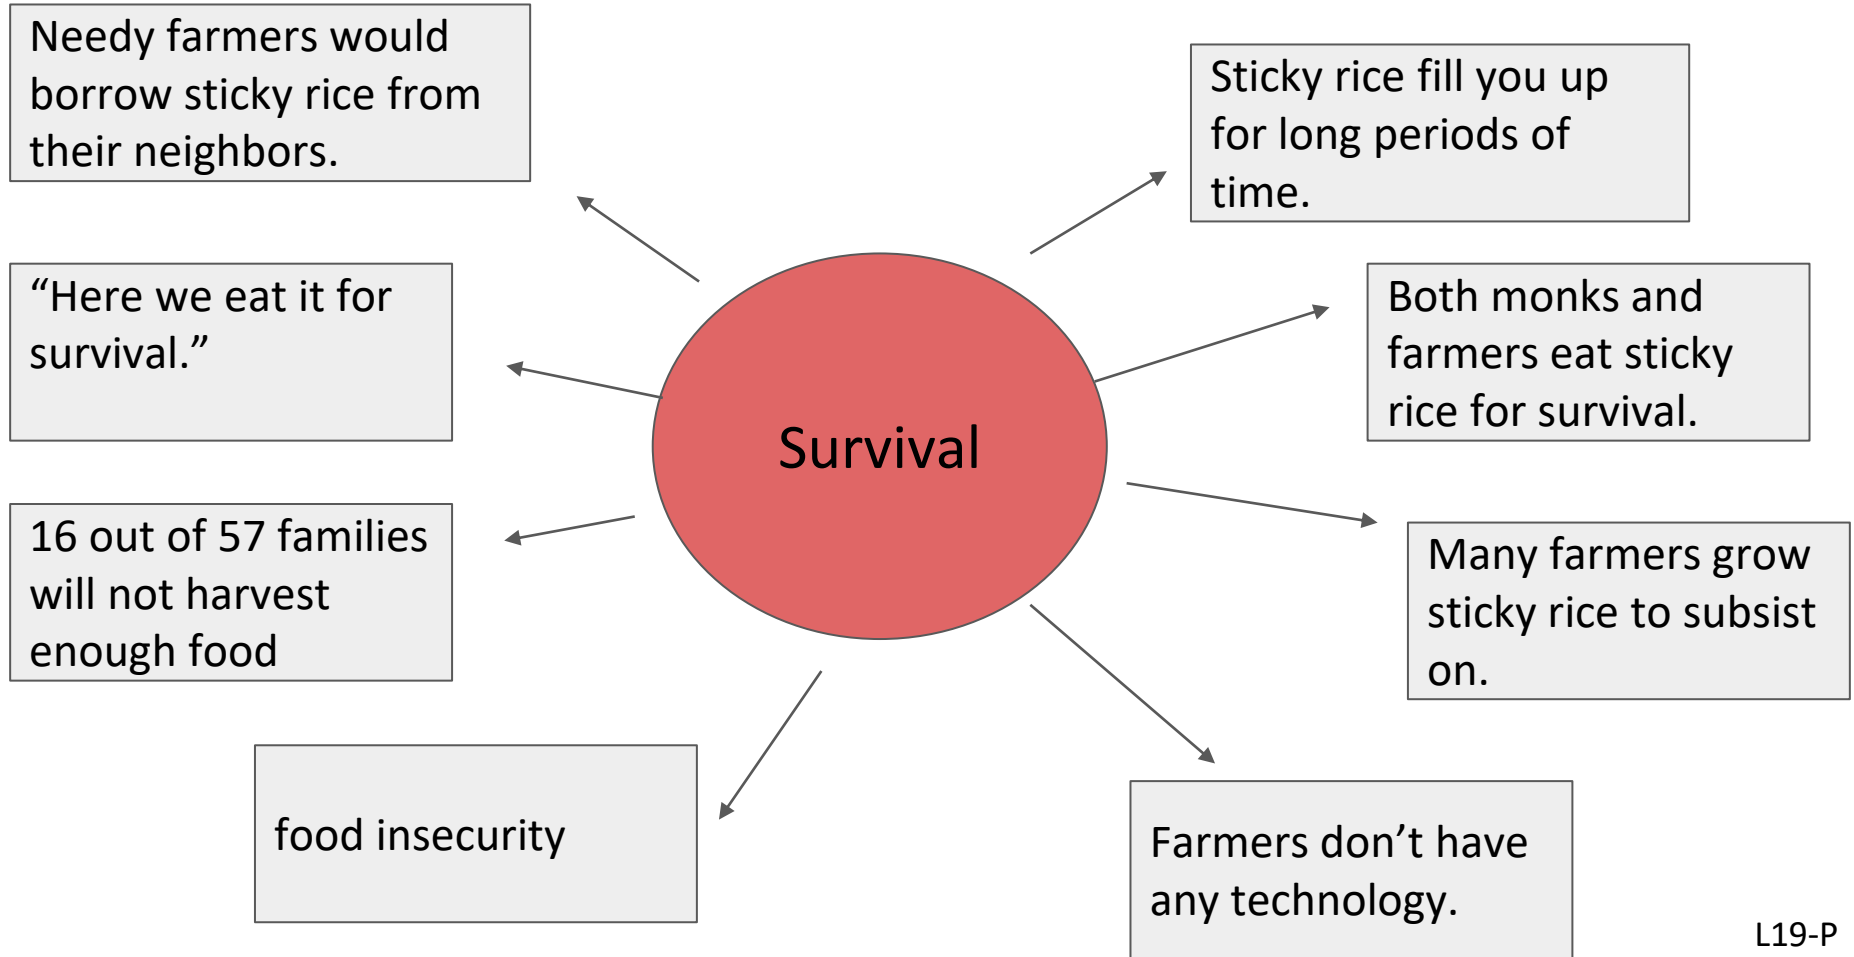 Needy farmers would
borrow sticky rice from
their neighbors.
Sticky rice fill you up
for long periods of
time.
“Here we eat it for
survival.”
Both monks and
farmers eat sticky
rice for survival.
Survival
16 out of 57 families
will not harvest
enough food
Many farmers grow
sticky rice to subsist
on.
food insecurity
Farmers don’t have
any technology.
L19-P